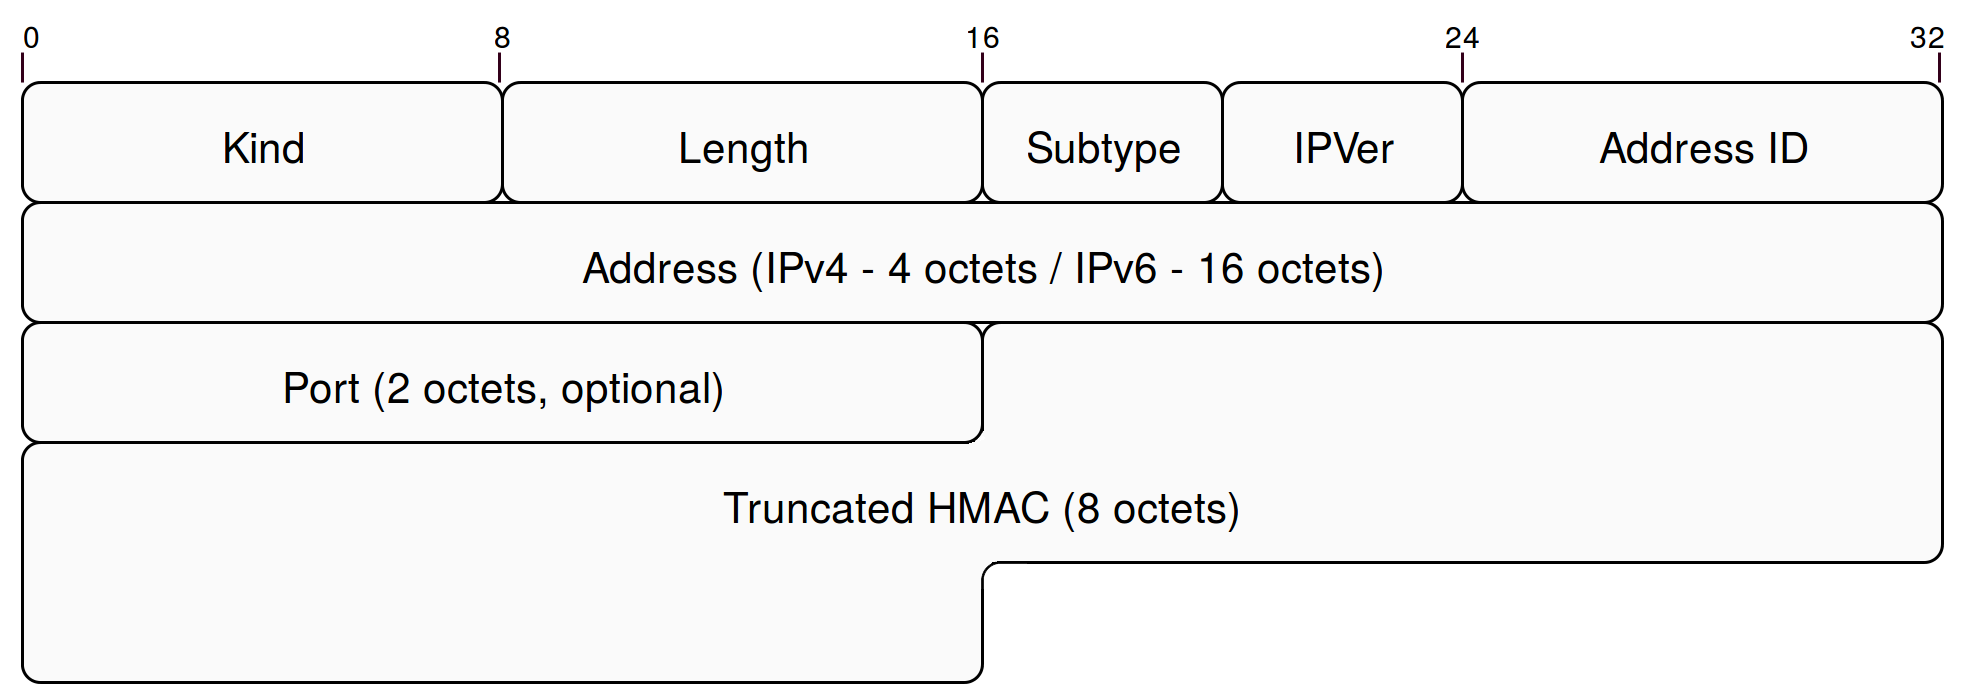 0 8 16 24 32
Kind Length Subtype IPVer Address ID
Address (IPv4 - 4 octets / IPv6 - 16 octets)
Port (2 octets, optional)
Truncated HMAC (8 octets)